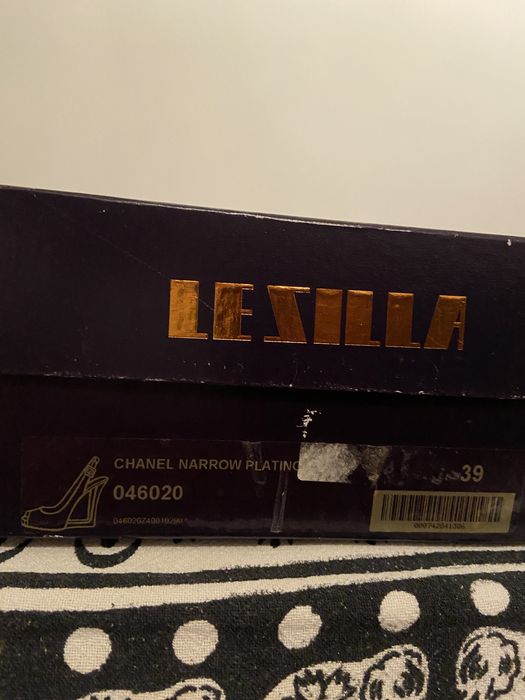 LE SILLA
CHANEL NARROW PLATINO
39
046020